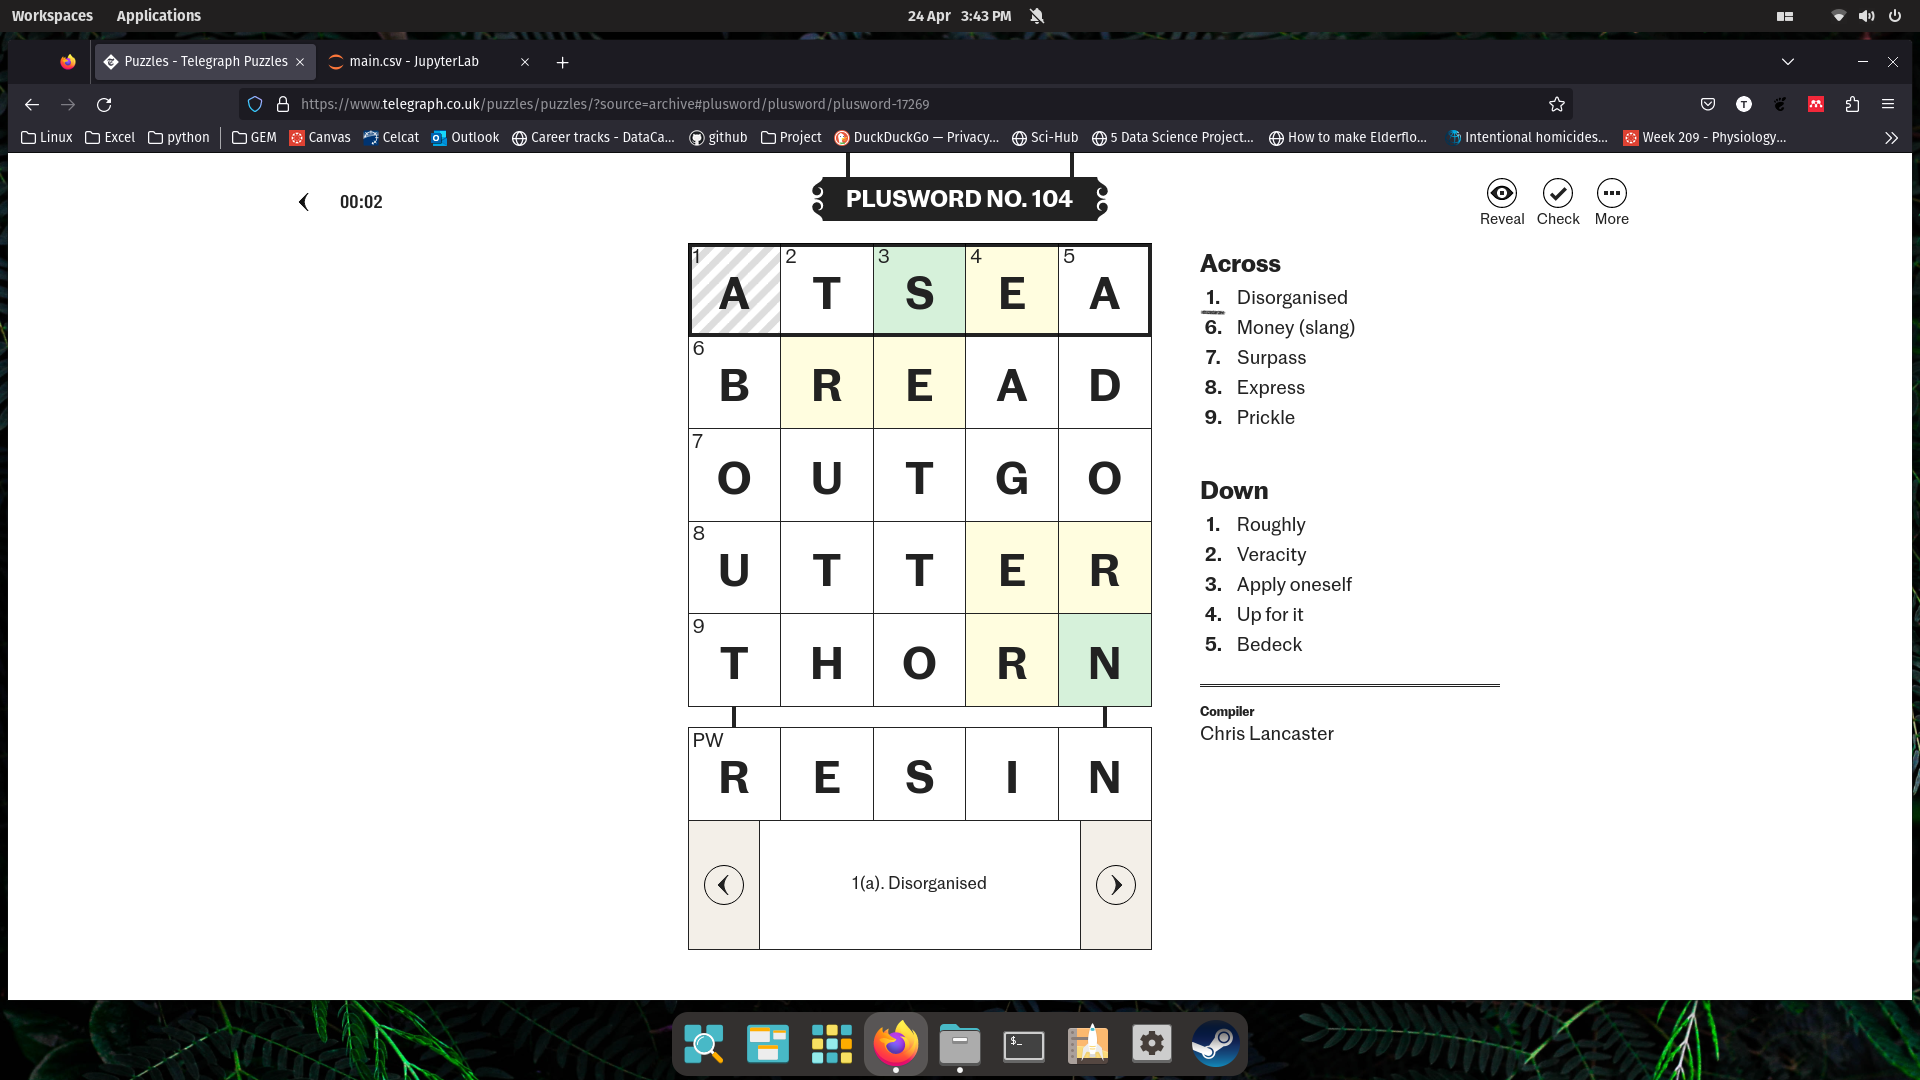 Workspaces Applications 24 Apr 3:43 PM
Puzzles - Telegraph Puzzles main.csv - JupyterLab
https://www.telegraph.co.uk/puzzles/puzzles/?source=archive#plusword/plusword/plusword-17269
Linux Excel python GEM Canvas Celcat Outlook Career tracks - DataCa... github Project DuckDuckGo — Privacy... Sci-Hub 5 Data Science Project... How to make Elderflo... Intentional homicides... Week 209 - Physiology...
00:02
PLUSWORD NO. 104
Reveal Check More
1 A 2 T 3 S 4 E 5 A
6 B R E A D
7 O U T G O
8 U T T E R
9 T H O R N
PW R E S I N
1(a). Disorganised
Across
1. Disorganised
6. Money (slang)
7. Surpass
8. Express
9. Prickle
Down
1. Roughly
2. Veracity
3. Apply oneself
4. Up for it
5. Bedeck
Compiler
Chris Lancaster